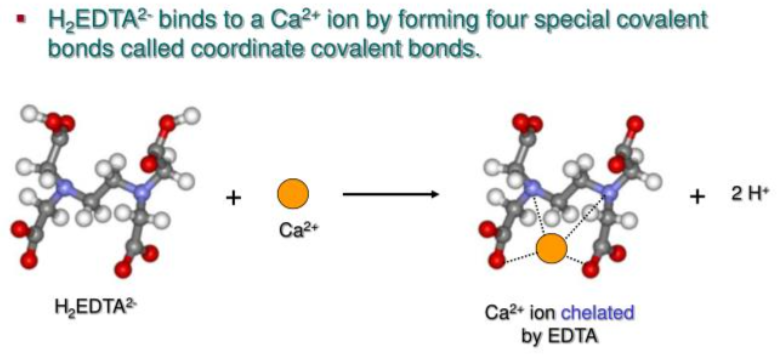 ▪ H₂EDTA²⁻ binds to a Ca²⁺ ion by forming four special covalent
bonds called coordinate covalent bonds.
+
Ca²⁺
+ 2 H⁺
H₂EDTA²⁻
Ca²⁺ ion chelated
by EDTA